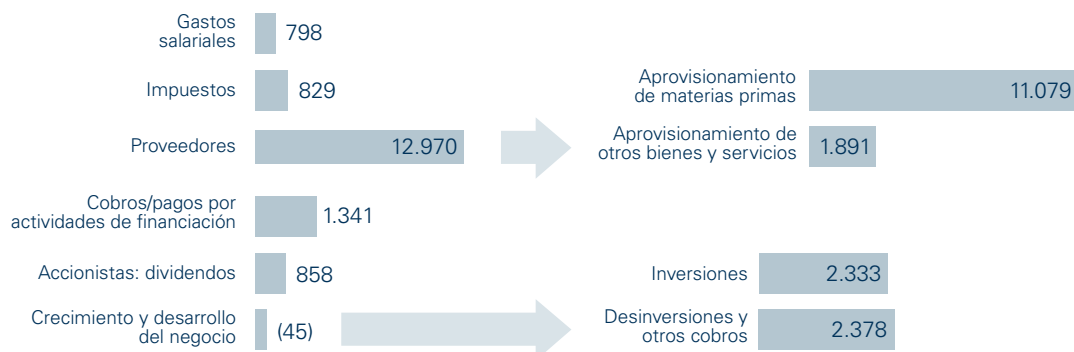 Gastos
salariales
798
Impuestos
829
Proveedores
12.970
Cobros/pagos por
actividades de financiación
1.341
Accionistas: dividendos
858
Crecimiento y desarrollo
del negocio
(45)
Aprovisionamiento
de materias primas
11.079
Aprovisionamiento de
otros bienes y servicios
1.891
Inversiones
2.333
Desinversiones y
otros cobros
2.378